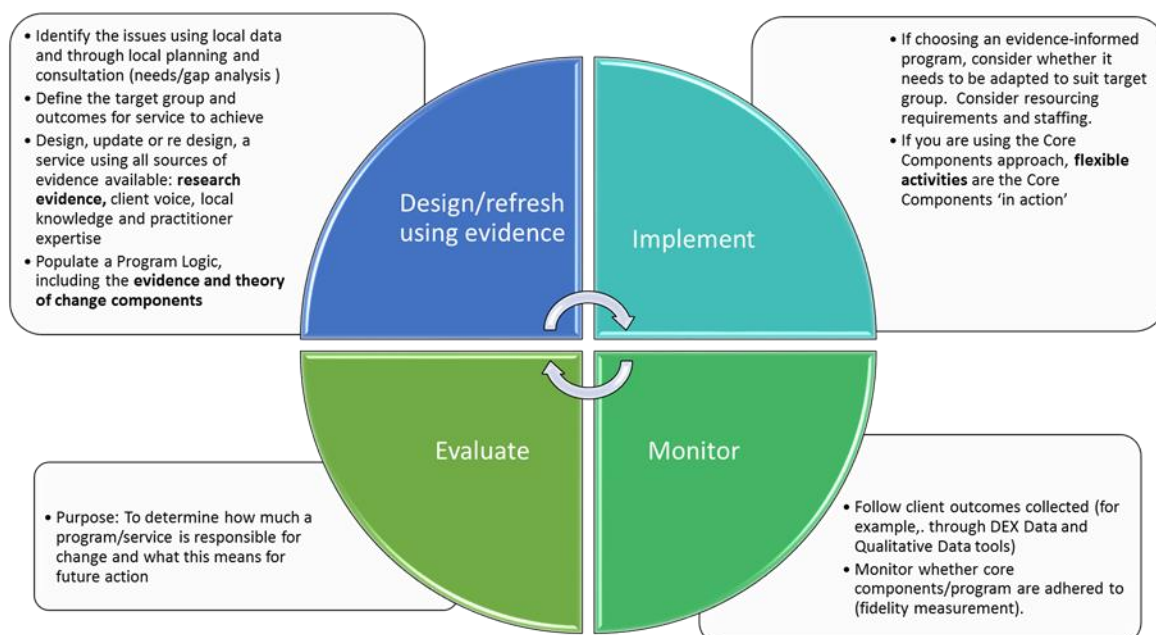 • Identify the issues using local data
and through local planning and
consultation (needs/gap analysis )
• Define the target group and
outcomes for service to achieve
• Design, update or re design, a
service using all sources of
evidence available: research
evidence, client voice, local
knowledge and practitioner
expertise
• Populate a Program Logic,
including the evidence and theory
of change components
• If choosing an evidence-informed
program, consider whether it
needs to be adapted to suit target
group. Consider resourcing
requirements and staffing.
• If you are using the Core
Components approach, flexible
activities are the Core
Components ‘in action’
Design/refresh
using evidence
Implement
Evaluate
Monitor
• Purpose: To determine how much a
program/service is responsible for
change and what this means for
future action
• Follow client outcomes collected (for
example,. through DEX Data and
Qualitative Data tools)
• Monitor whether core
components/program are adhered to
(fidelity measurement).